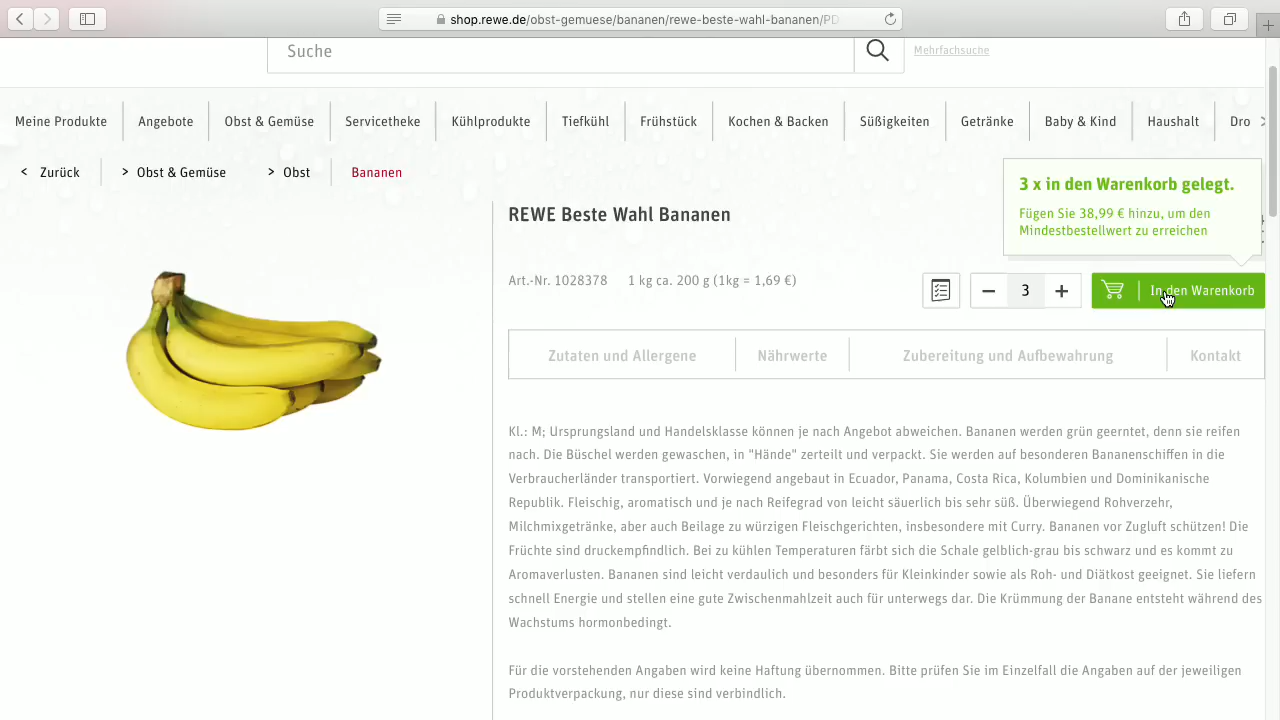 shop.rewe.de/obst-gemuese/bananen/rewe-beste-wahl-bananen/PD
Suche
Mehrfachsuche
Meine Produkte
Angebote
Obst & Gemüse
Servicetheke
Kühlprodukte
Tiefkühl
Frühstück
Kochen & Backen
Süßigkeiten
Getränke
Baby & Kind
Haushalt
Dro >
< Zurück
> Obst & Gemüse
> Obst
Bananen
3 x in den Warenkorb gelegt.
Fügen Sie 38,99 € hinzu, um den
Mindestbestellwert zu erreichen
REWE Beste Wahl Bananen
Art.-Nr. 1028378 1 kg ca. 200 g (1kg = 1,69 €)
− 3 +
In den Warenkorb
Zutaten und Allergene
Nährwerte
Zubereitung und Aufbewahrung
Kontakt
Kl.: M; Ursprungsland und Handelsklasse können je nach Angebot abweichen. Bananen werden grün geerntet, denn sie reifen
nach. Die Büschel werden gewaschen, in "Hände" zerteilt und verpackt. Sie werden auf besonderen Bananenschiffen in die
Verbraucherländer transportiert. Vorwiegend angebaut in Ecuador, Panama, Costa Rica, Kolumbien und Dominikanische
Republik. Fleischig, aromatisch und je nach Reifegrad von leicht säuerlich bis sehr süß. Überwiegend Rohverzehr,
Milchmixgetränke, aber auch Beilage zu würzigen Fleischgerichten, insbesondere mit Curry. Bananen vor Zugluft schützen! Die
Früchte sind druckempfindlich. Bei zu kühlen Temperaturen färbt sich die Schale gelblich-grau bis schwarz und es kommt zu
Aromaverlusten. Bananen sind leicht verdaulich und besonders für Kleinkinder sowie als Roh- und Diätkost geeignet. Sie liefern
schnell Energie und stellen eine gute Zwischenmahlzeit auch für unterwegs dar. Die Krümmung der Banane entsteht während des
Wachstums hormonbedingt.
Für die vorstehenden Angaben wird keine Haftung übernommen. Bitte prüfen Sie im Einzelfall die Angaben auf der jeweiligen
Produktverpackung, nur diese sind verbindlich.